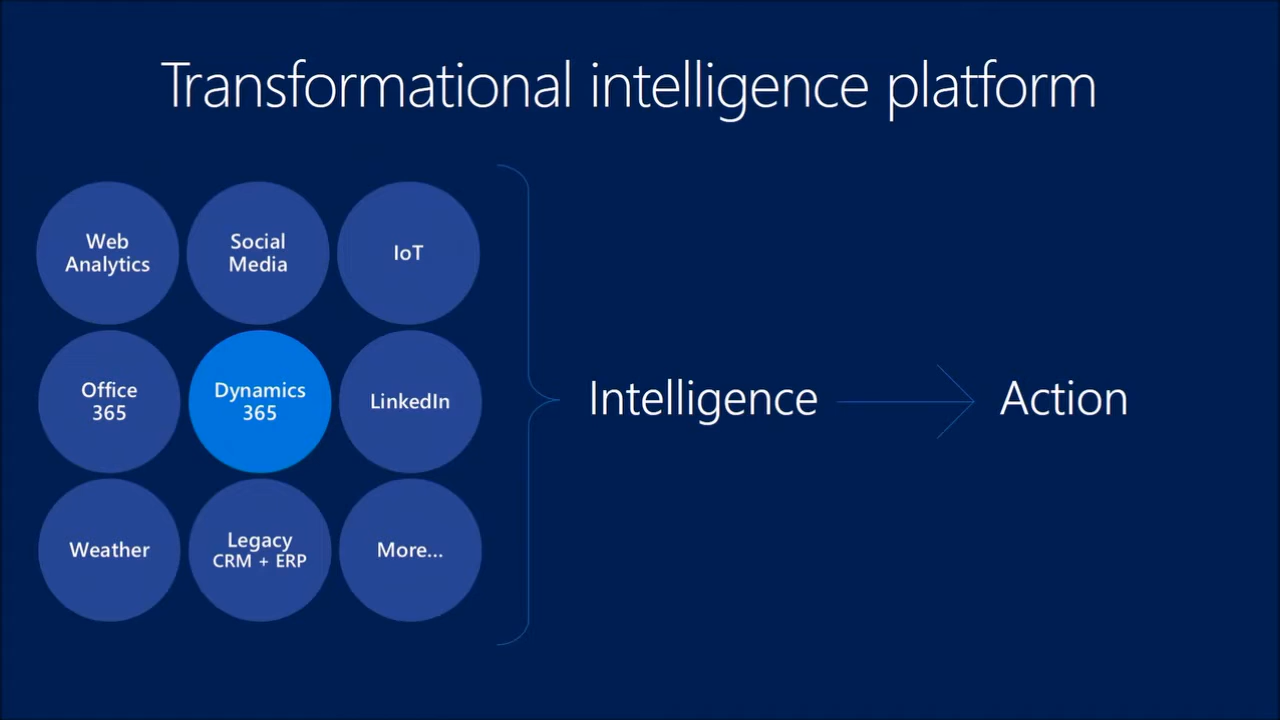 Transformational intelligence platform
Web
Analytics
Social
Media
IoT
Office
365
Dynamics
365
LinkedIn
Weather
Legacy
CRM + ERP
More...
Intelligence
Action